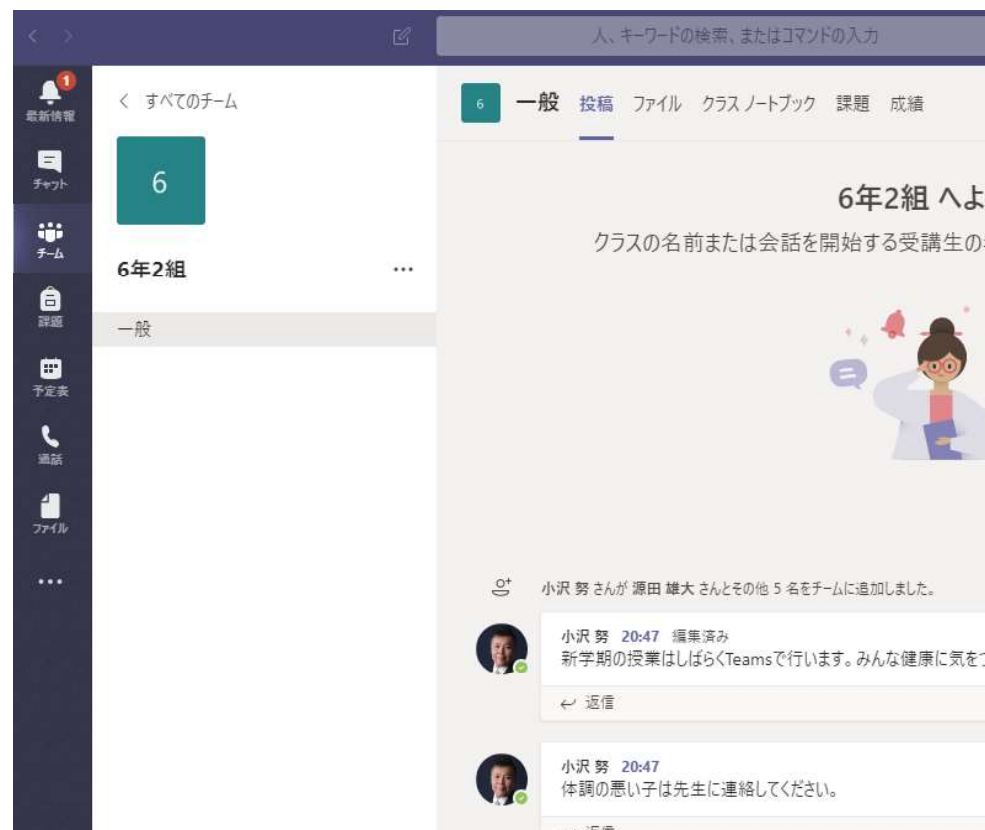 人、キーワードの検索、またはコマンドの入力
1
最新情報
チャット
チーム
課題
予定表
通話
ファイル
く すべてのチーム
6
6年2組 …
一般
6 一般 投稿 ファイル クラス ノートブック 課題 成績
6年2組 へよ
クラスの名前または会話を開始する受講生の
小沢 努 さんが 源田 雄大 さんとその他 5 名をチームに追加しました。
小沢 努 20:47 編集済み
新学期の授業はしばらくTeamsで行います。みんな健康に気を
返信
小沢 努 20:47
体調の悪い子は先生に連絡してください。